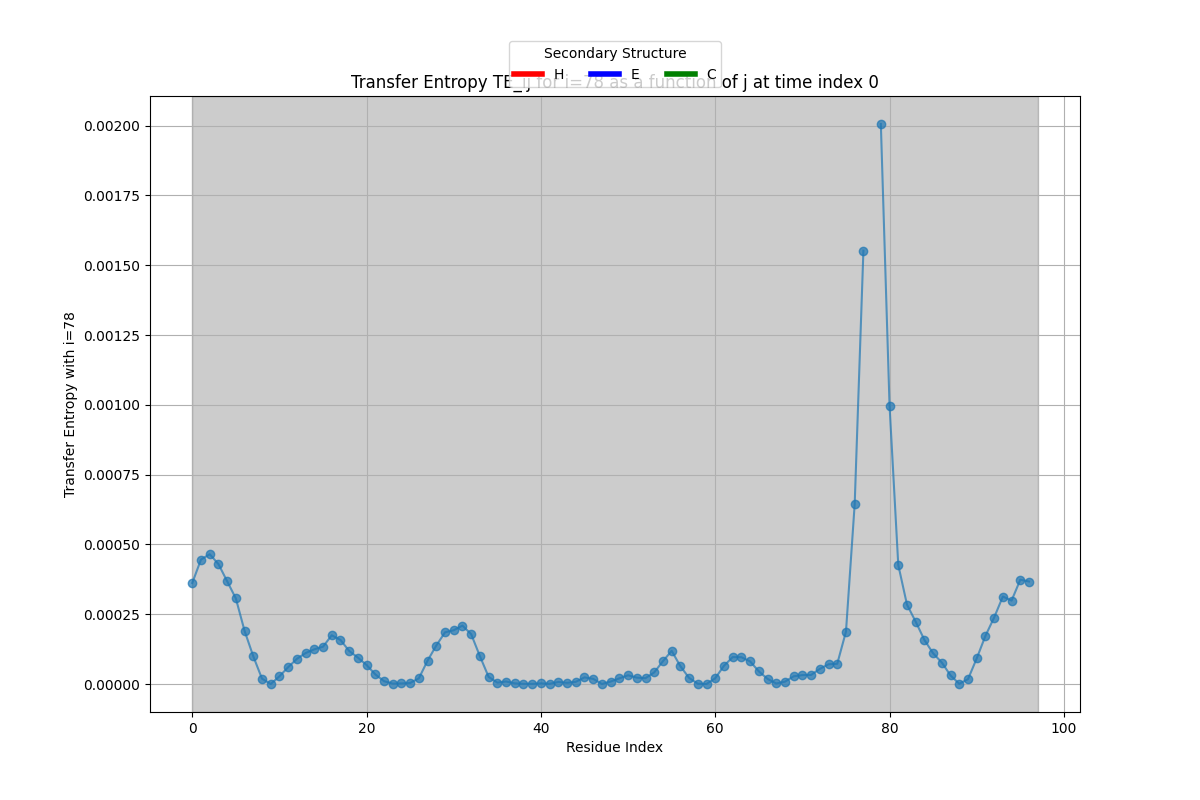 Secondary Structure
H E C
Transfer Entropy TE_ij for i=78 as a function of j at time index 0
0.00200
0.00175
0.00150
0.00125
0.00100
0.00075
0.00050
0.00025
0.00000
Transfer Entropy with i=78
0 20 40 60 80 100
Residue Index